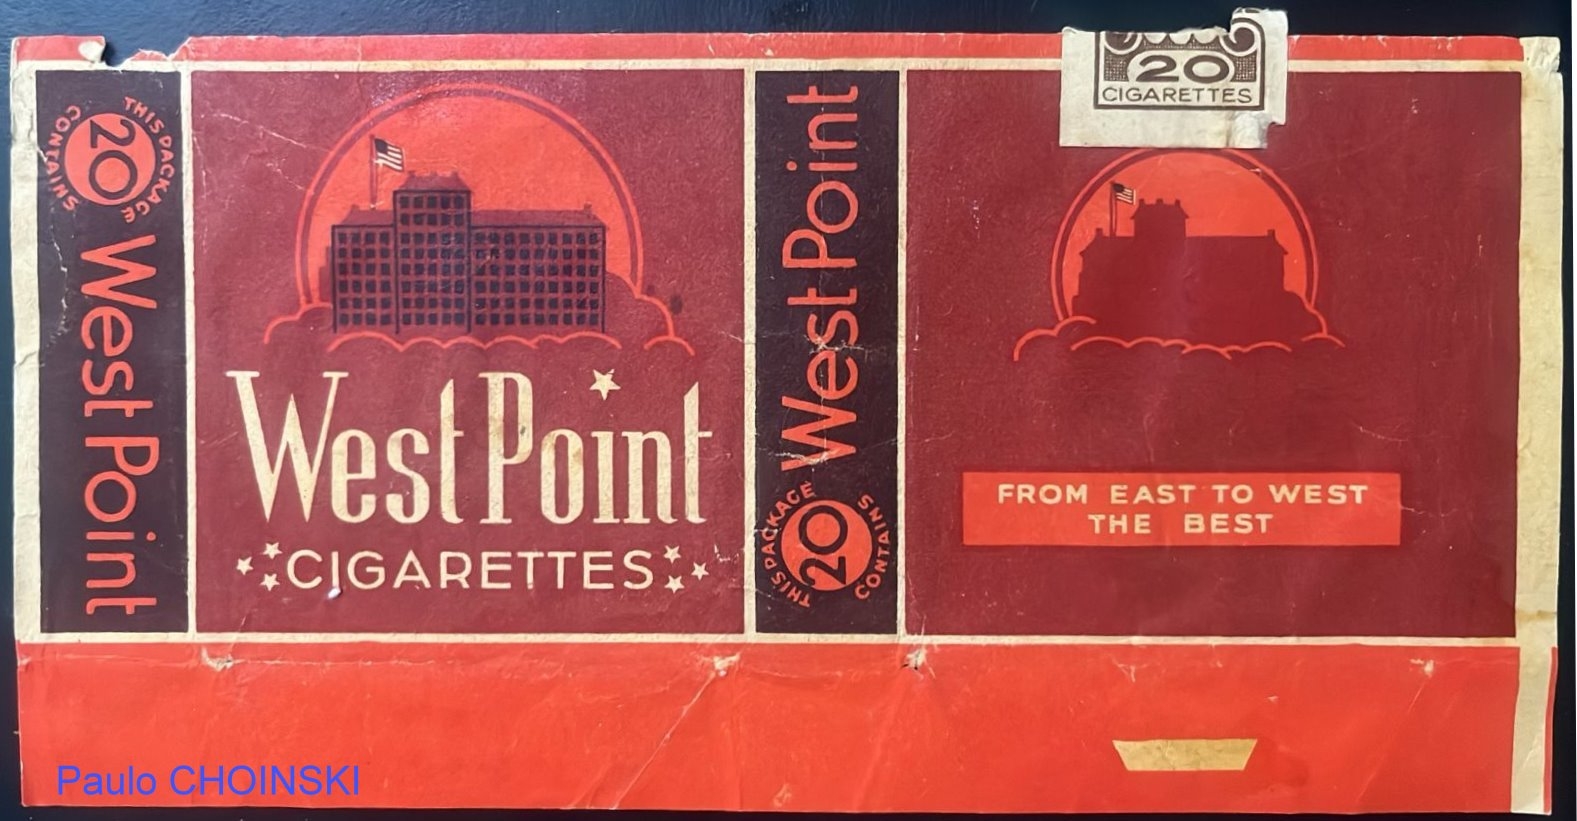 THIS PACKAGE
CONTAINS
20
West Point
West Point
CIGARETTES
West Point
THIS PACKAGE
CONTAINS
20
20
CIGARETTES
FROM EAST TO WEST
THE BEST
Paulo CHOINSKI